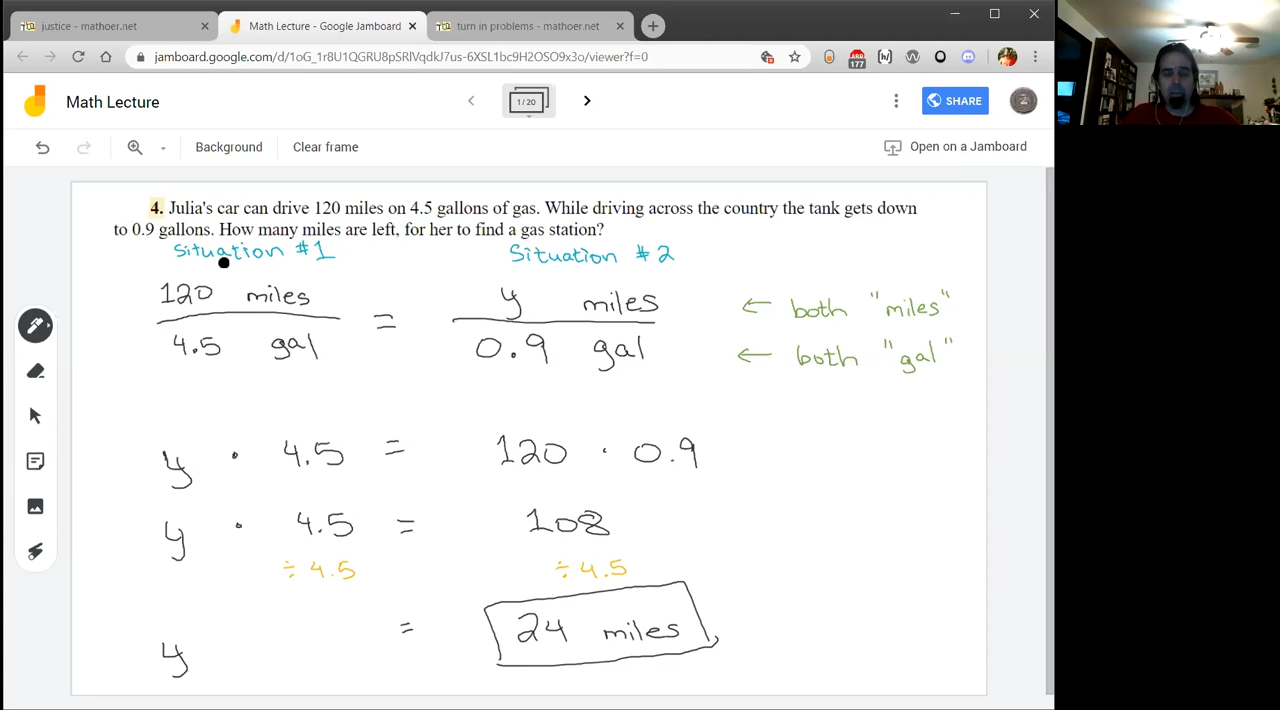 justice - mathoer.net
Math Lecture - Google Jamboard
turn in problems - mathoer.net
jamboard.google.com/d/1oG_1r8U1QGRU8pSRlVqdkJ7us-6XSL1bc9H2OSO9x3o/viewer?f=0
177
Math Lecture
1/20
SHARE
Background
Clear frame
Open on a Jamboard
4. Julia's car can drive 120 miles on 4.5 gallons of gas. While driving across the country the tank gets down
to 0.9 gallons. How many miles are left, for her to find a gas station?
Situation #1 Situation #2
120 miles = y miles ← both "miles"
4.5 gal 0.9 gal ← both "gal"
y · 4.5 = 120 · 0.9
y · 4.5 = 108
÷ 4.5 ÷ 4.5
y = 24 miles